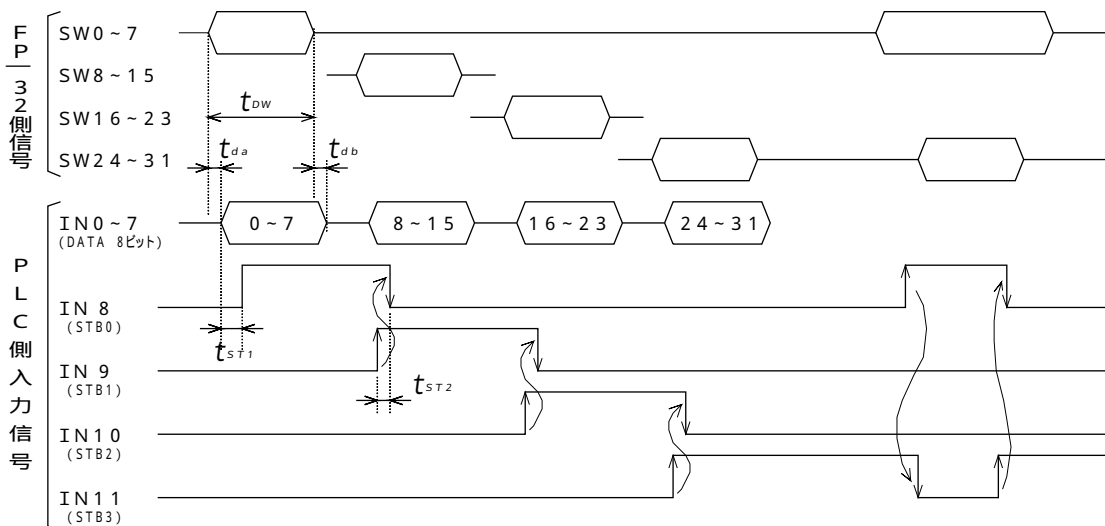 FP－32側信号
SW0~7
SW8~15
SW16~23
SW24~31
tDW
tda
tdb
PLC側入力信号
IN0~7
(DATA 8ビット)
0~7
8~15
16~23
24~31
IN8
(STB0)
tST1
IN9
(STB1)
tST2
IN10
(STB2)
IN11
(STB3)